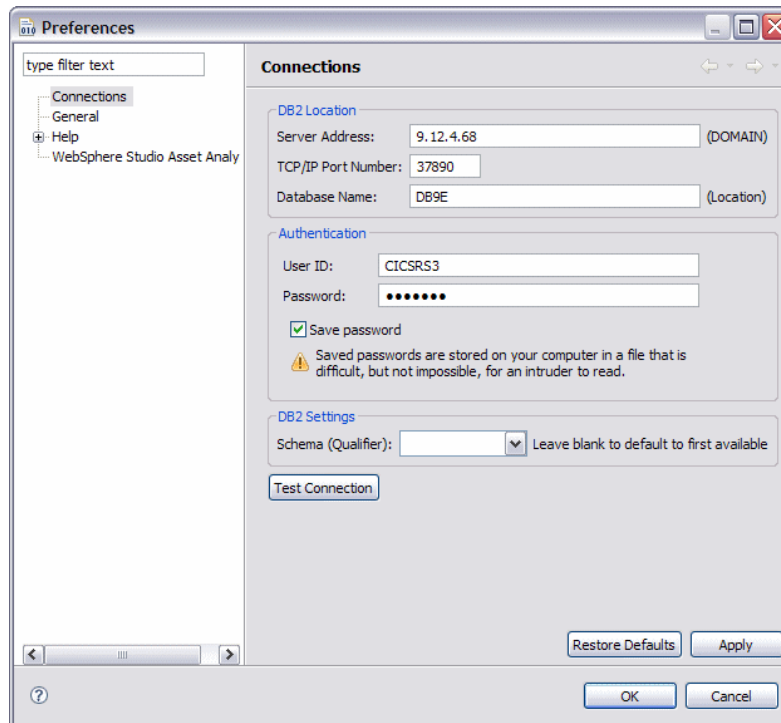 Preferences
type filter text
Connections
General
Help
WebSphere Studio Asset Analy
Connections
DB2 Location
Server Address: 9.12.4.68 (DOMAIN)
TCP/IP Port Number: 37890
Database Name: DB9E (Location)
Authentication
User ID: CICSRS3
Password: •••••••
Save password
Saved passwords are stored on your computer in a file that is
difficult, but not impossible, for an intruder to read.
DB2 Settings
Schema (Qualifier): Leave blank to default to first available
Test Connection
Restore Defaults Apply
OK Cancel